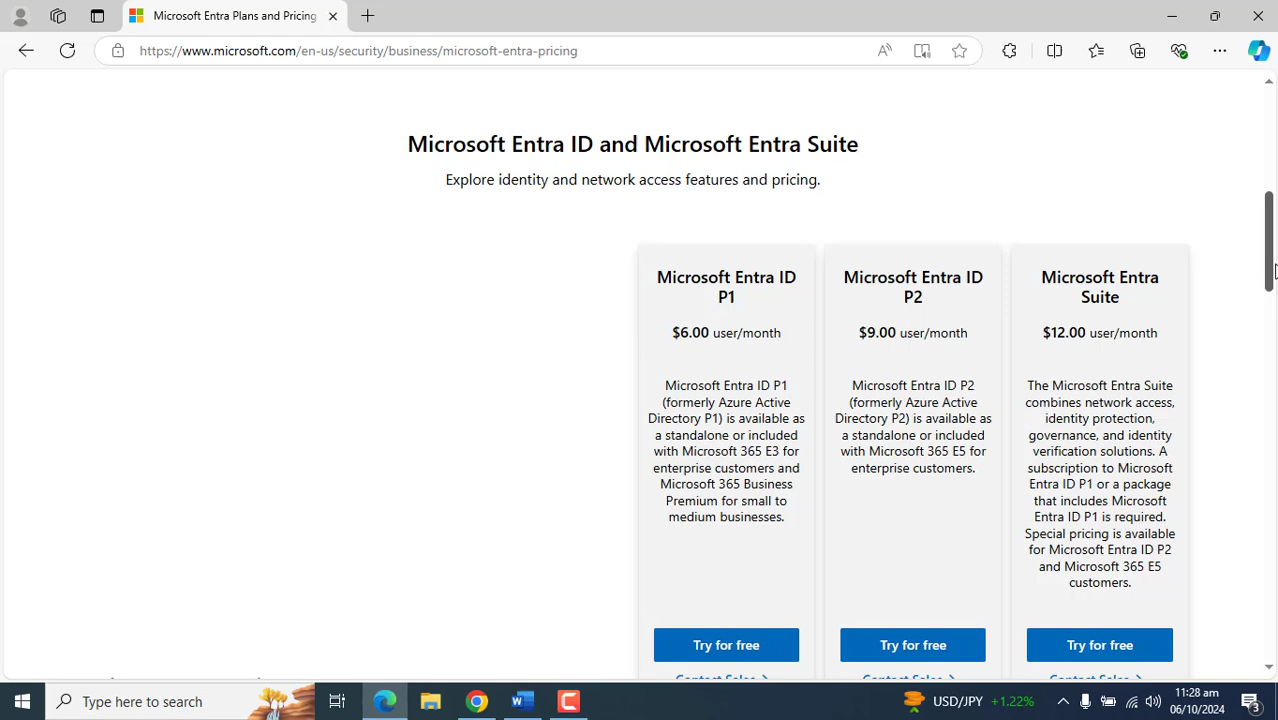 Microsoft Entra Plans and Pricing
https://www.microsoft.com/en-us/security/business/microsoft-entra-pricing
Microsoft Entra ID and Microsoft Entra Suite
Explore identity and network access features and pricing.
Microsoft Entra ID
P1
$6.00 user/month
Microsoft Entra ID P1
(formerly Azure Active
Directory P1) is available as
a standalone or included
with Microsoft 365 E3 for
enterprise customers and
Microsoft 365 Business
Premium for small to
medium businesses.
Try for free
Contact Sales
Microsoft Entra ID
P2
$9.00 user/month
Microsoft Entra ID P2
(formerly Azure Active
Directory P2) is available as
a standalone or included
with Microsoft 365 E5 for
enterprise customers.
Try for free
Contact Sales
Microsoft Entra
Suite
$12.00 user/month
The Microsoft Entra Suite
combines network access,
identity protection,
governance, and identity
verification solutions. A
subscription to Microsoft
Entra ID P1 or a package
that includes Microsoft
Entra ID P1 is required.
Special pricing is available
for Microsoft Entra ID P2
and Microsoft 365 E5
customers.
Try for free
Contact Sales
Type here to search
USD/JPY +1.22%
11:28 am
06/10/2024
3